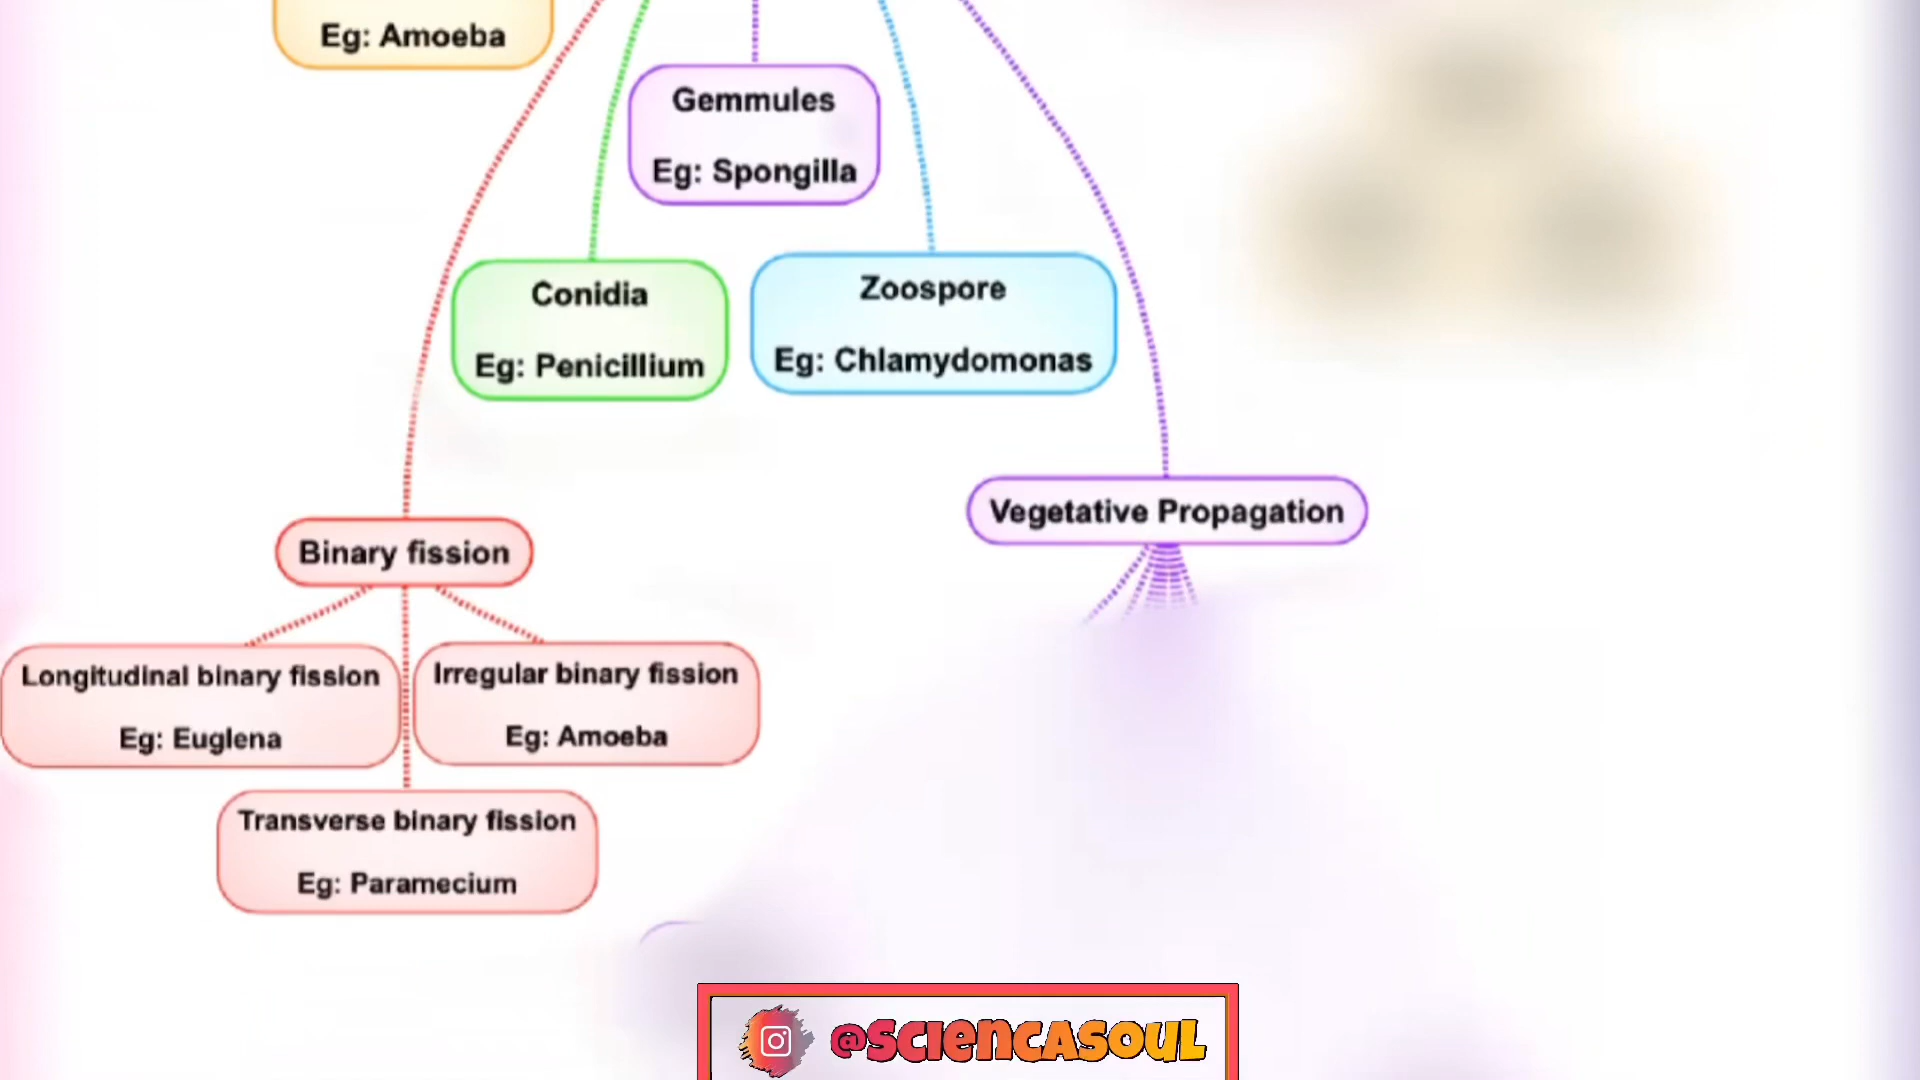 Eg: Amoeba
Gemmules
Eg: Spongilla
Conidia
Eg: Penicillium
Zoospore
Eg: Chlamydomonas
Vegetative Propagation
Binary fission
Longitudinal binary fission
Eg: Euglena
Irregular binary fission
Eg: Amoeba
Transverse binary fission
Eg: Paramecium
@SCIENCASOUL